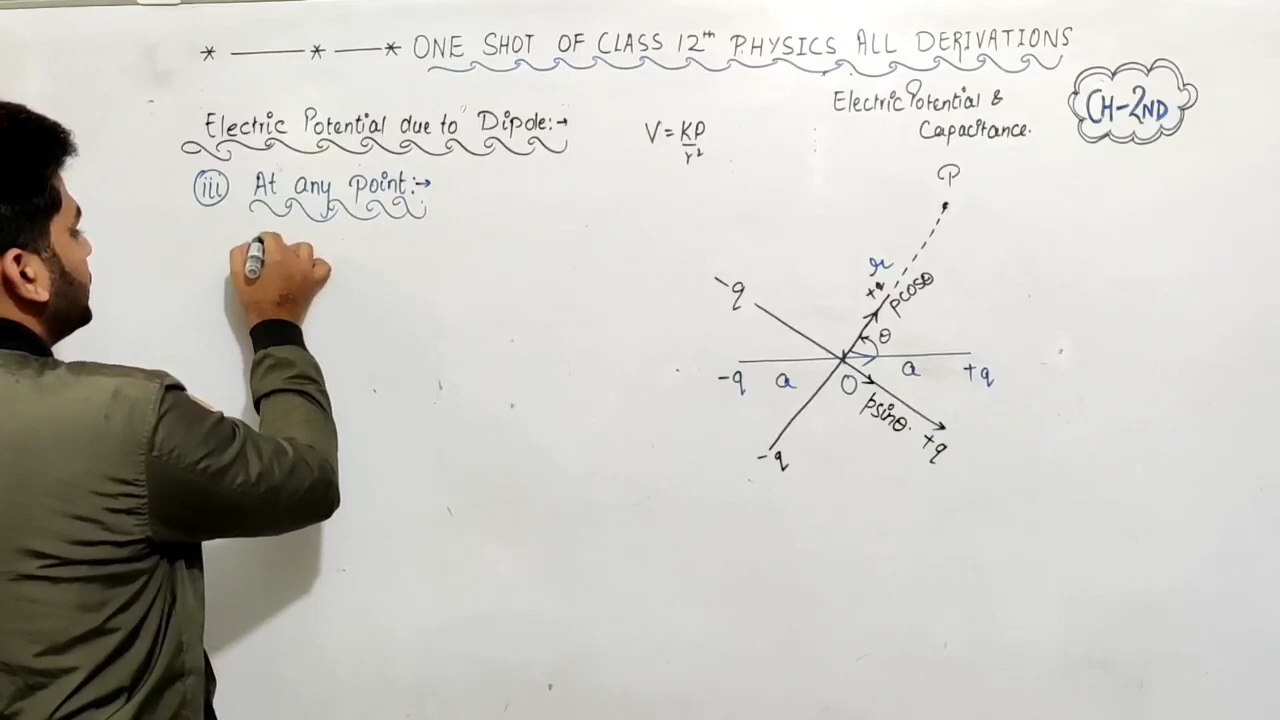 * —— * — * ONE SHOT OF CLASS 12th PHYSICS ALL DERIVATIONS
Electric Potential &
Capacitance.
CH-2ND
Electric Potential due to Dipole:→
V = KP/r²
iii At any point:→
P
r
+q
pcosθ
-q
θ
-q
a
O
a
+q
psinθ.
+q
-q